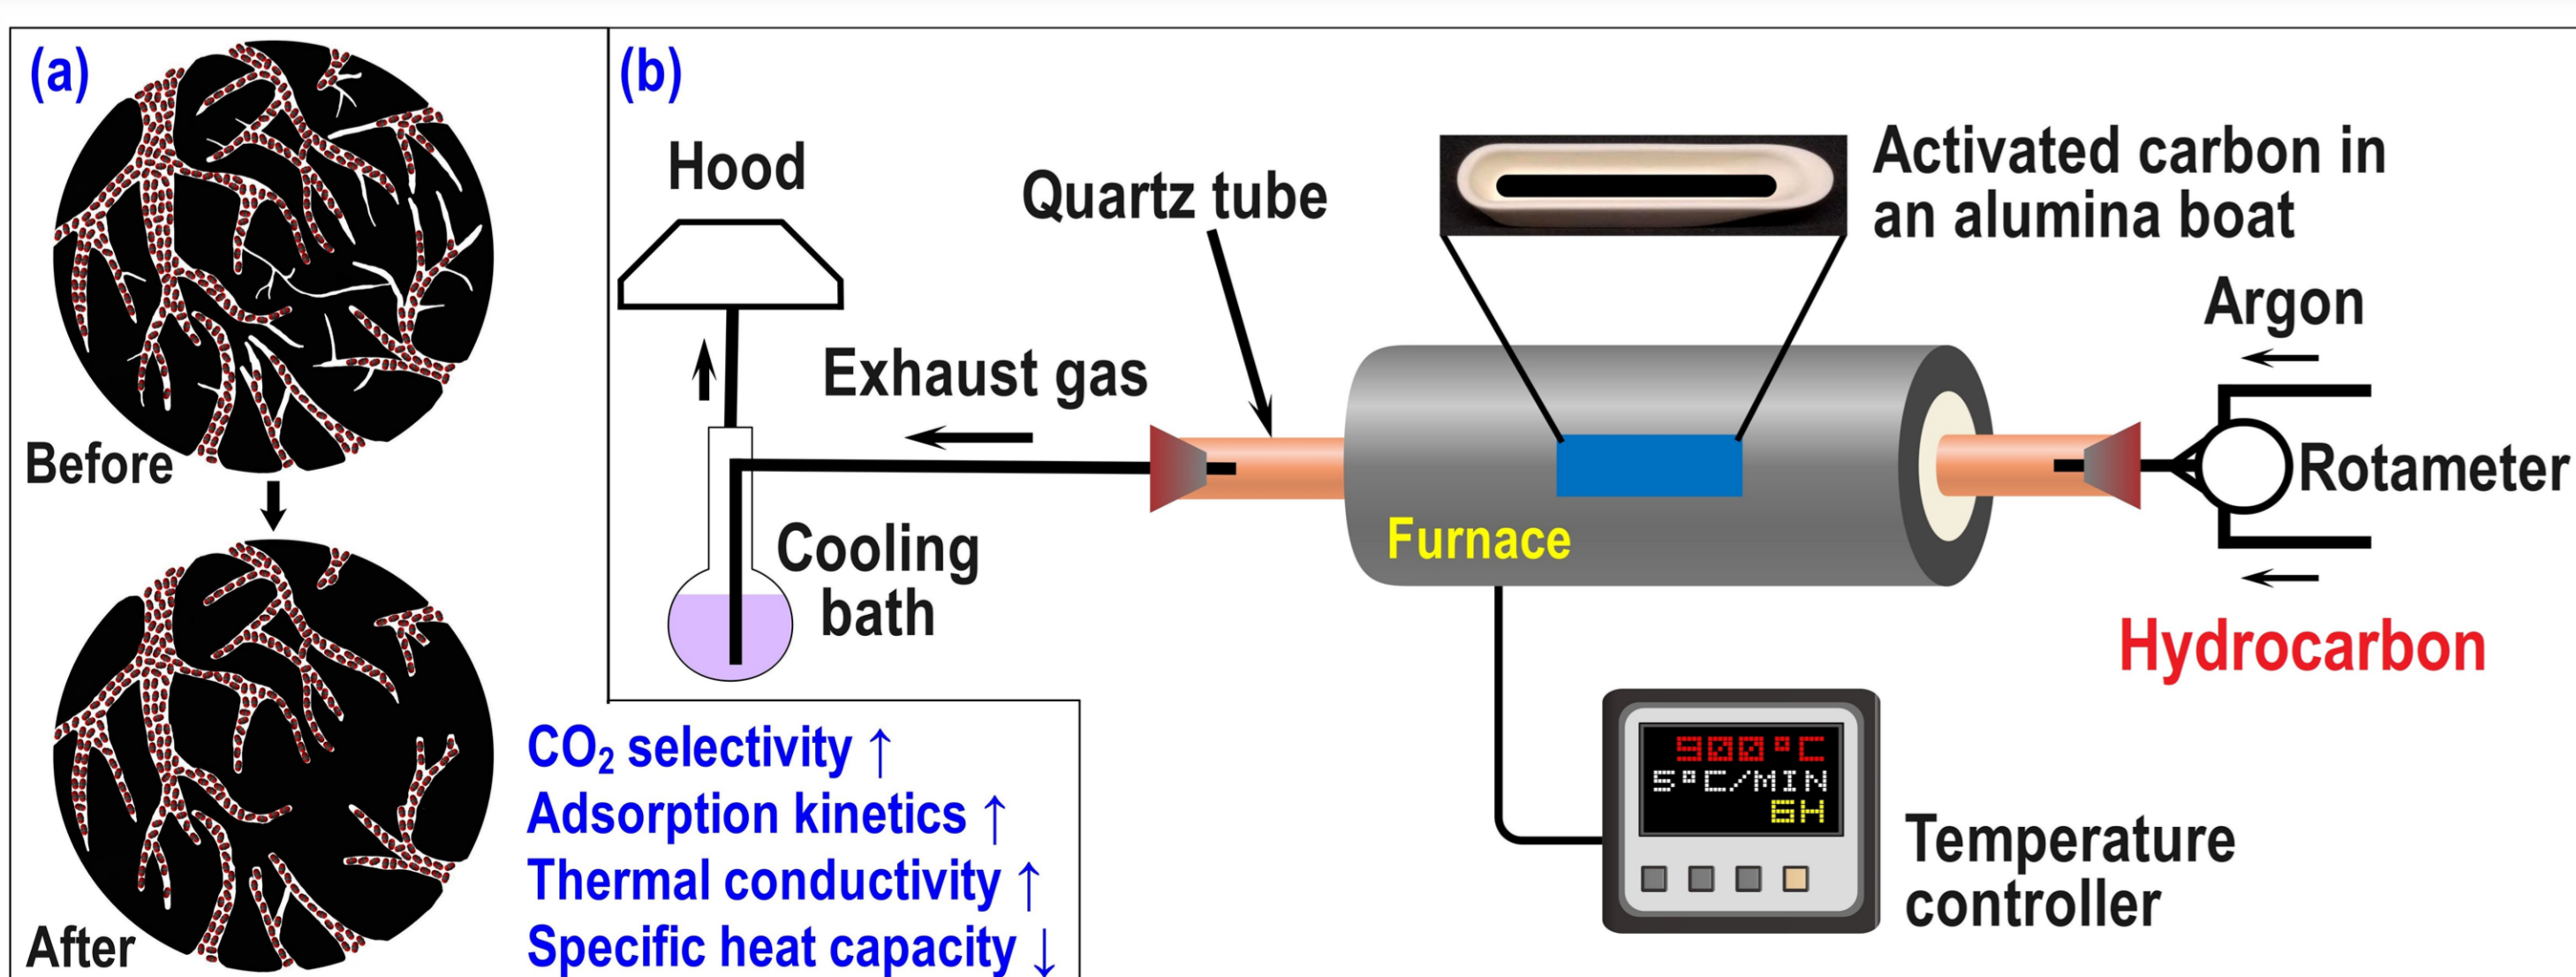 (a)
Before
After
CO₂ selectivity ↑
Adsorption kinetics ↑
Thermal conductivity ↑
Specific heat capacity ↓
(b)
Hood
Quartz tube
Activated carbon in
an alumina boat
Argon
Exhaust gas
Rotameter
Cooling
bath
Furnace
Hydrocarbon
900°C
5°C/MIN
6H
Temperature
controller